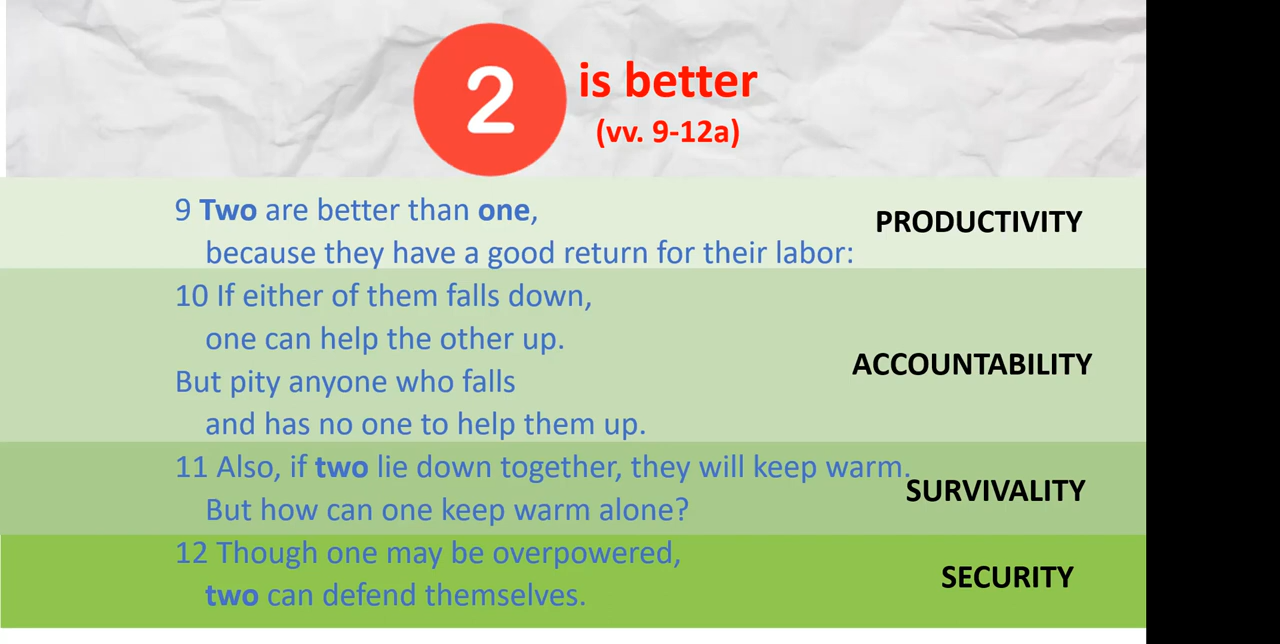 2 is better
(vv. 9-12a)
9 Two are better than one,
because they have a good return for their labor:
PRODUCTIVITY
10 If either of them falls down,
one can help the other up.
But pity anyone who falls
and has no one to help them up.
ACCOUNTABILITY
11 Also, if two lie down together, they will keep warm.
But how can one keep warm alone?
SURVIVALITY
12 Though one may be overpowered,
two can defend themselves.
SECURITY